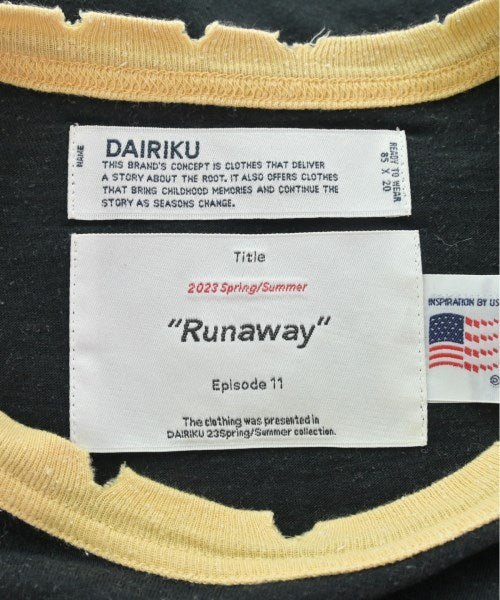 NAME
DAIRIKU
THIS BRAND'S CONCEPT IS CLOTHES THAT DELIVER
A STORY ABOUT THE ROOT. IT ALSO OFFERS CLOTHES
THAT BRING CHILDHOOD MEMORIES AND CONTINUE THE
STORY AS SEASONS CHANGE.
READY TO WEAR
85 X 20
Title
2023 Spring/Summer
"Runaway"
Episode 11
The clothing was presented in
DAIRIKU 23Spring/Summer collection.
INSPIRATION BY US
©